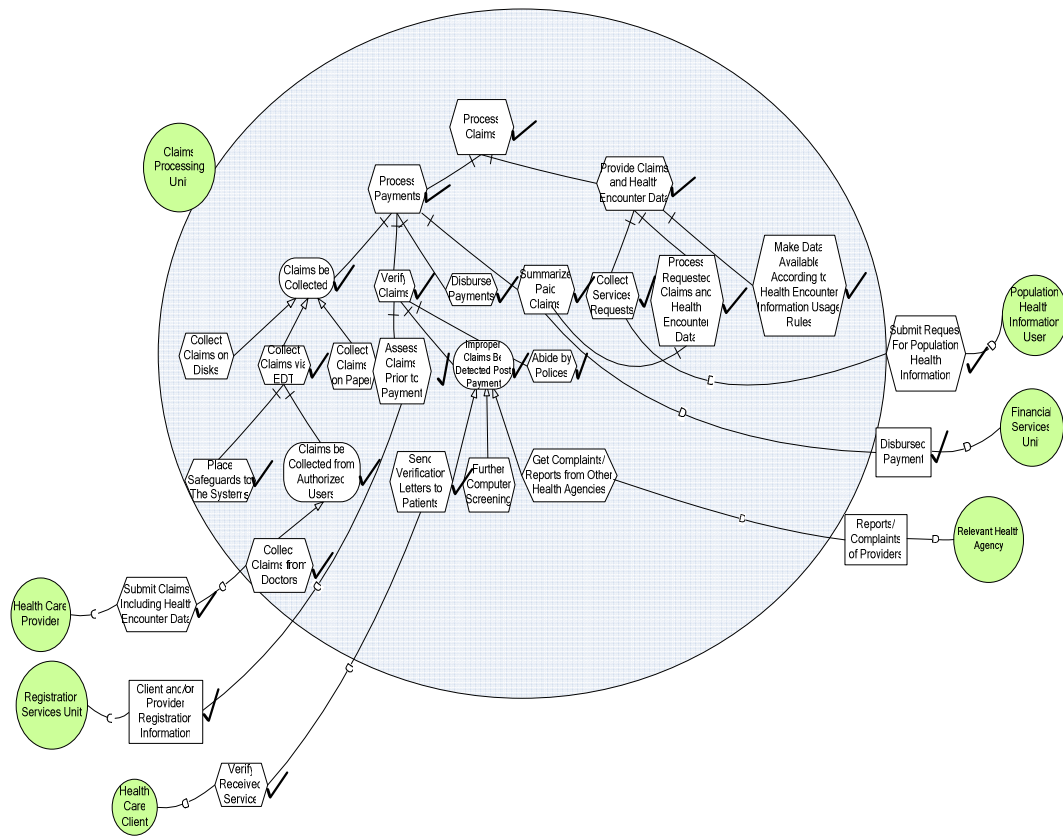 Process
Claims
Claims
Processing
Uni
Process
Payments
Provide Claims
and Health
Encounter Data
Claims be
Collected
Verify
Claims
Disburse
Payments
Summarize
Paid
Claims
Collect
Services
Requests
Process
Requested
Claims and
Health
Encounter
Data
Make Data
Available
According to
Health Encounter
Information Usage
Rules
Population
Health
Information
User
Submit Reques
For Population
Health
Information
Collect
Claims on
Disks
Collect
Claims via
EDT
Collect
Claims
on Paper
Assess
Claims
Prior to
Payment
Improper
Claims Be
Detected Post
Payment
Abide by
Polices
Financial
Services
Uni
Disbursed
Payment
Place
Safeguards to
The Systems
Claims be
Collected from
Authorized
Users
Send
Verification
Letters to
Patients
Further
Computer
Screening
Get Complaints/
Reports from Other
Health Agencies
Reports/
Complaints
of Providers
Relevant Health
Agency
Collec
Claims from
Doctors
Health Care
Provider
Submit Claims
Including Health
Encounter Data
Registration
Services Unit
Client and/or
Provider
Registration
Information
Health
Care
Client
Verify
Received
Service